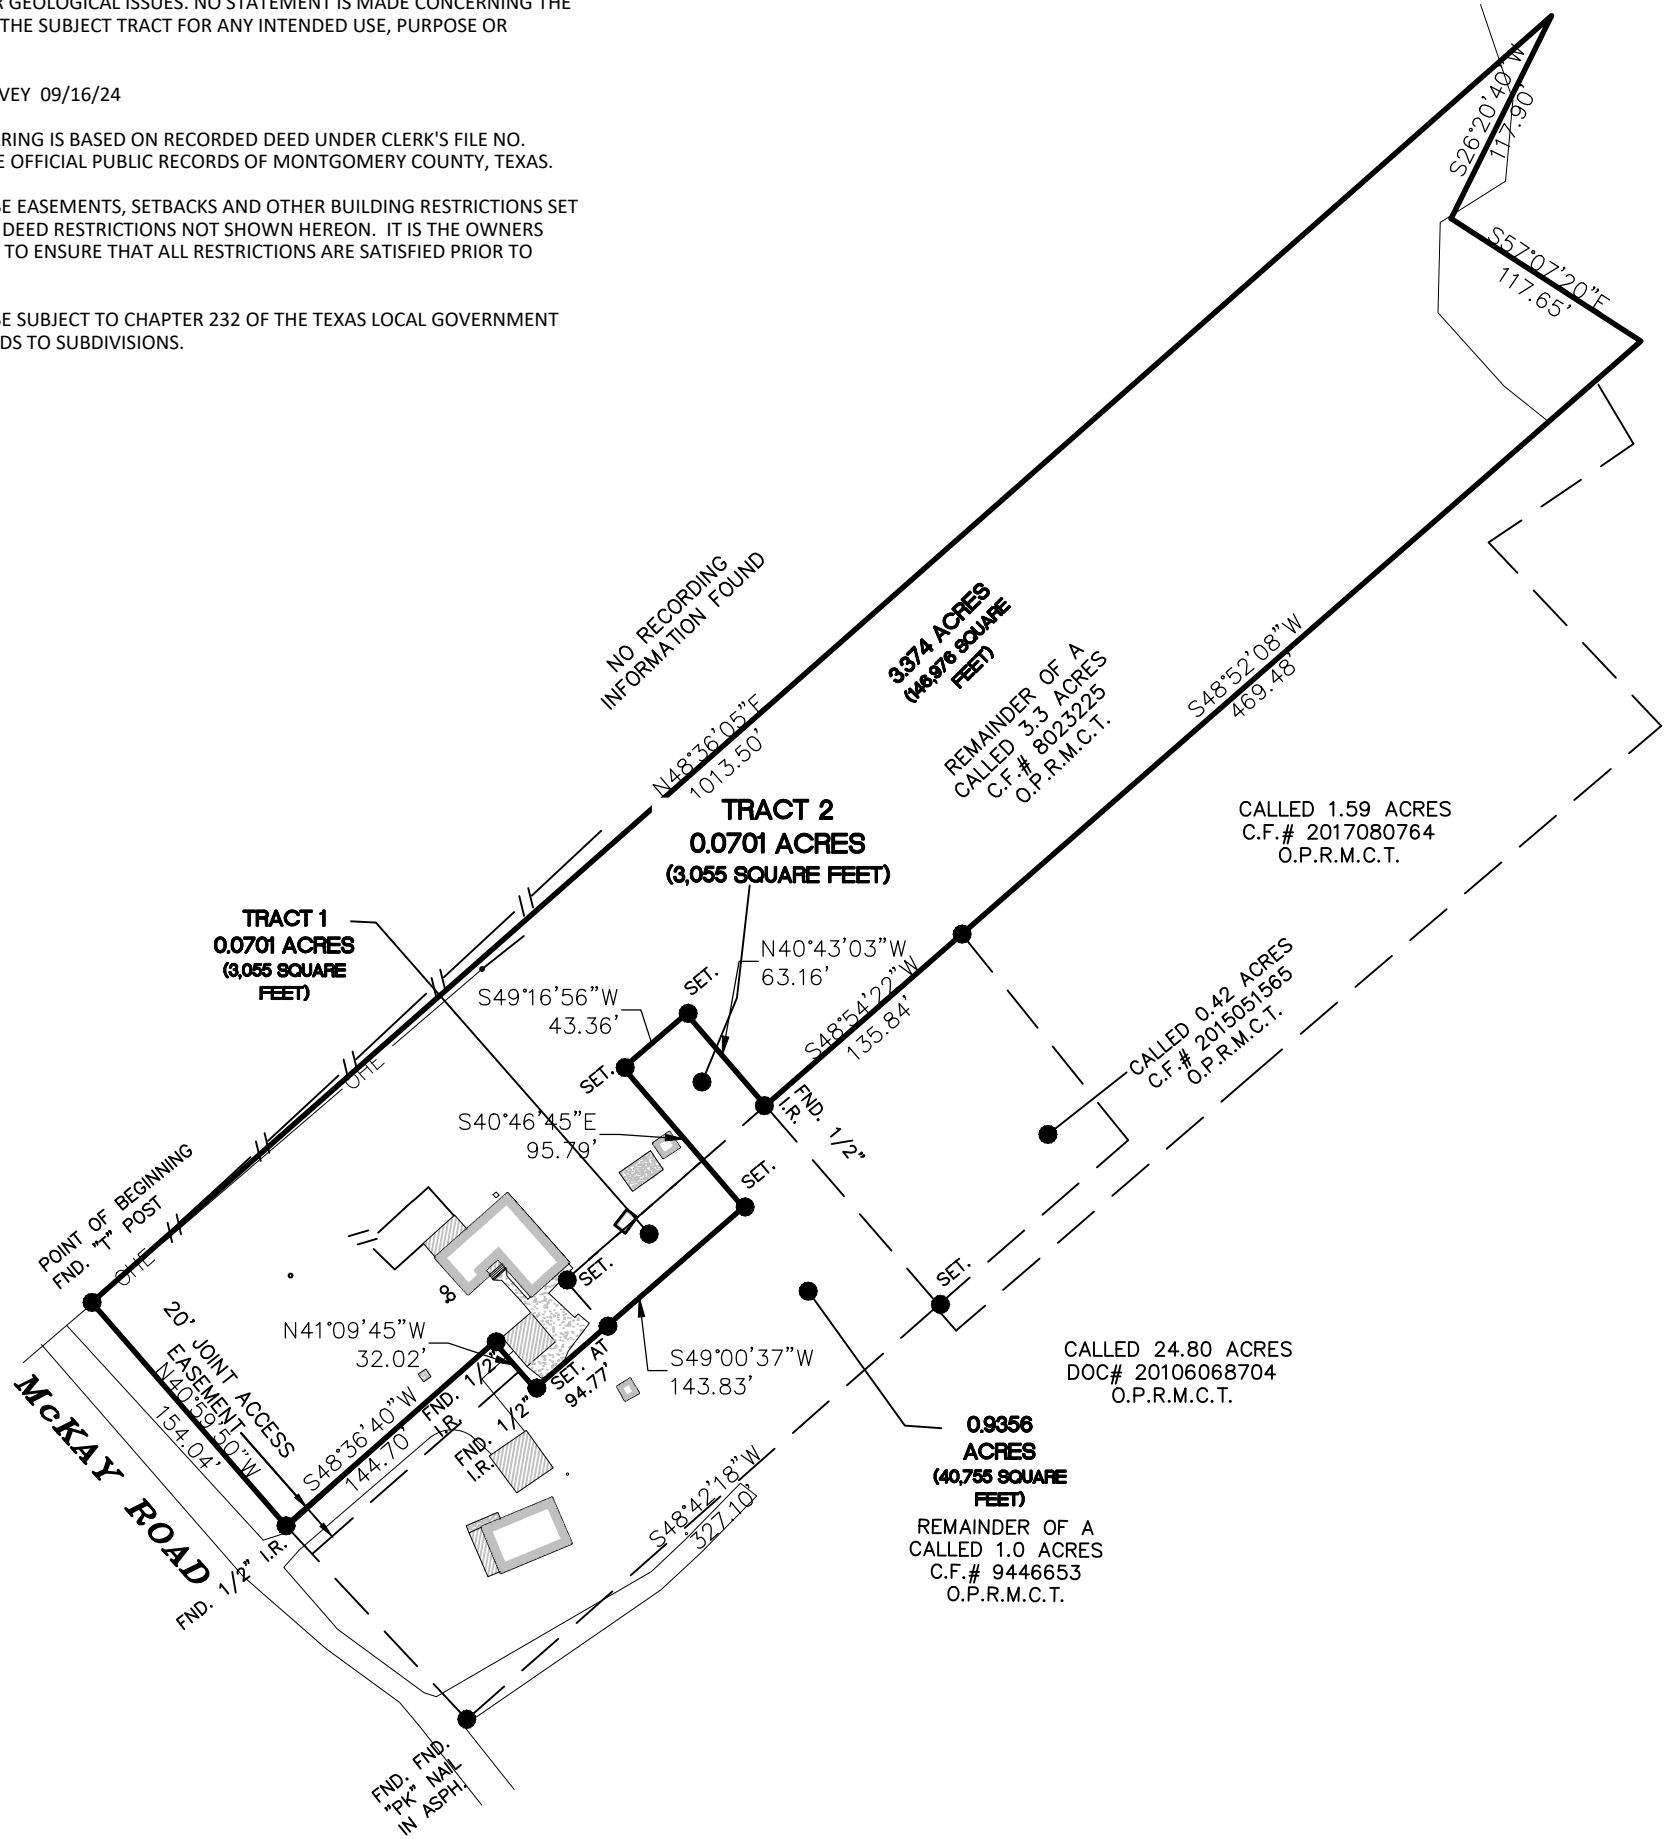 R GEOLOGICAL ISSUES. NO STATEMENT IS MADE CONCERNING THE
THE SUBJECT TRACT FOR ANY INTENDED USE, PURPOSE OR
VEY 09/16/24
RING IS BASED ON RECORDED DEED UNDER CLERK'S FILE NO.
E OFFICIAL PUBLIC RECORDS OF MONTGOMERY COUNTY, TEXAS.
BE EASEMENTS, SETBACKS AND OTHER BUILDING RESTRICTIONS SET
DEED RESTRICTIONS NOT SHOWN HEREON. IT IS THE OWNERS
TO ENSURE THAT ALL RESTRICTIONS ARE SATISFIED PRIOR TO
BE SUBJECT TO CHAPTER 232 OF THE TEXAS LOCAL GOVERNMENT
DS TO SUBDIVISIONS.
S26°20'40"W
117.90'
S57°07'20"E
117.65'
NO RECORDING
INFORMATION FOUND
N48°36'05"E
1013.50'
3.374 ACRES
(146,976 SQUARE
FEET)
REMAINDER OF A
CALLED 3.3 ACRES
C.F.# 8023225
O.P.R.M.C.T.
S48°52'08"W
469.48'
CALLED 1.59 ACRES
C.F.# 2017080764
O.P.R.M.C.T.
TRACT 2
0.0701 ACRES
(3,055 SQUARE FEET)
TRACT 1
0.0701 ACRES
(3,055 SQUARE
FEET)
N40°43'03"W
63.16'
SET.
S49°16'56"W
43.36'
S48°54'22"W
135.84'
CALLED 0.42 ACRES
C.F.# 2015051565
O.P.R.M.C.T.
OHE
SET.
FND. 1/2"
I.R.
S40°46'45"E
95.79'
SET.
POINT OF BEGINNING
FND. "T" POST
OHE
SET.
SET.
20' JOINT ACCESS
EASEMENT
N40°59'50"W
154.04'
N41°09'45"W
32.02'
S49°00'37"W
143.83'
SET. AT
94.77'
CALLED 24.80 ACRES
DOC# 20106068704
O.P.R.M.C.T.
FND. 1/2"
I.R.
FND. 1/2"
I.R.
S48°36'40"W
144.70'
McKAY ROAD
FND. 1/2" I.R.
S48°42'18"W
327.10'
0.9356
ACRES
(40,755 SQUARE
FEET)
REMAINDER OF A
CALLED 1.0 ACRES
C.F.# 9446653
O.P.R.M.C.T.
FND. FND.
"PK" NAIL
IN ASPH.